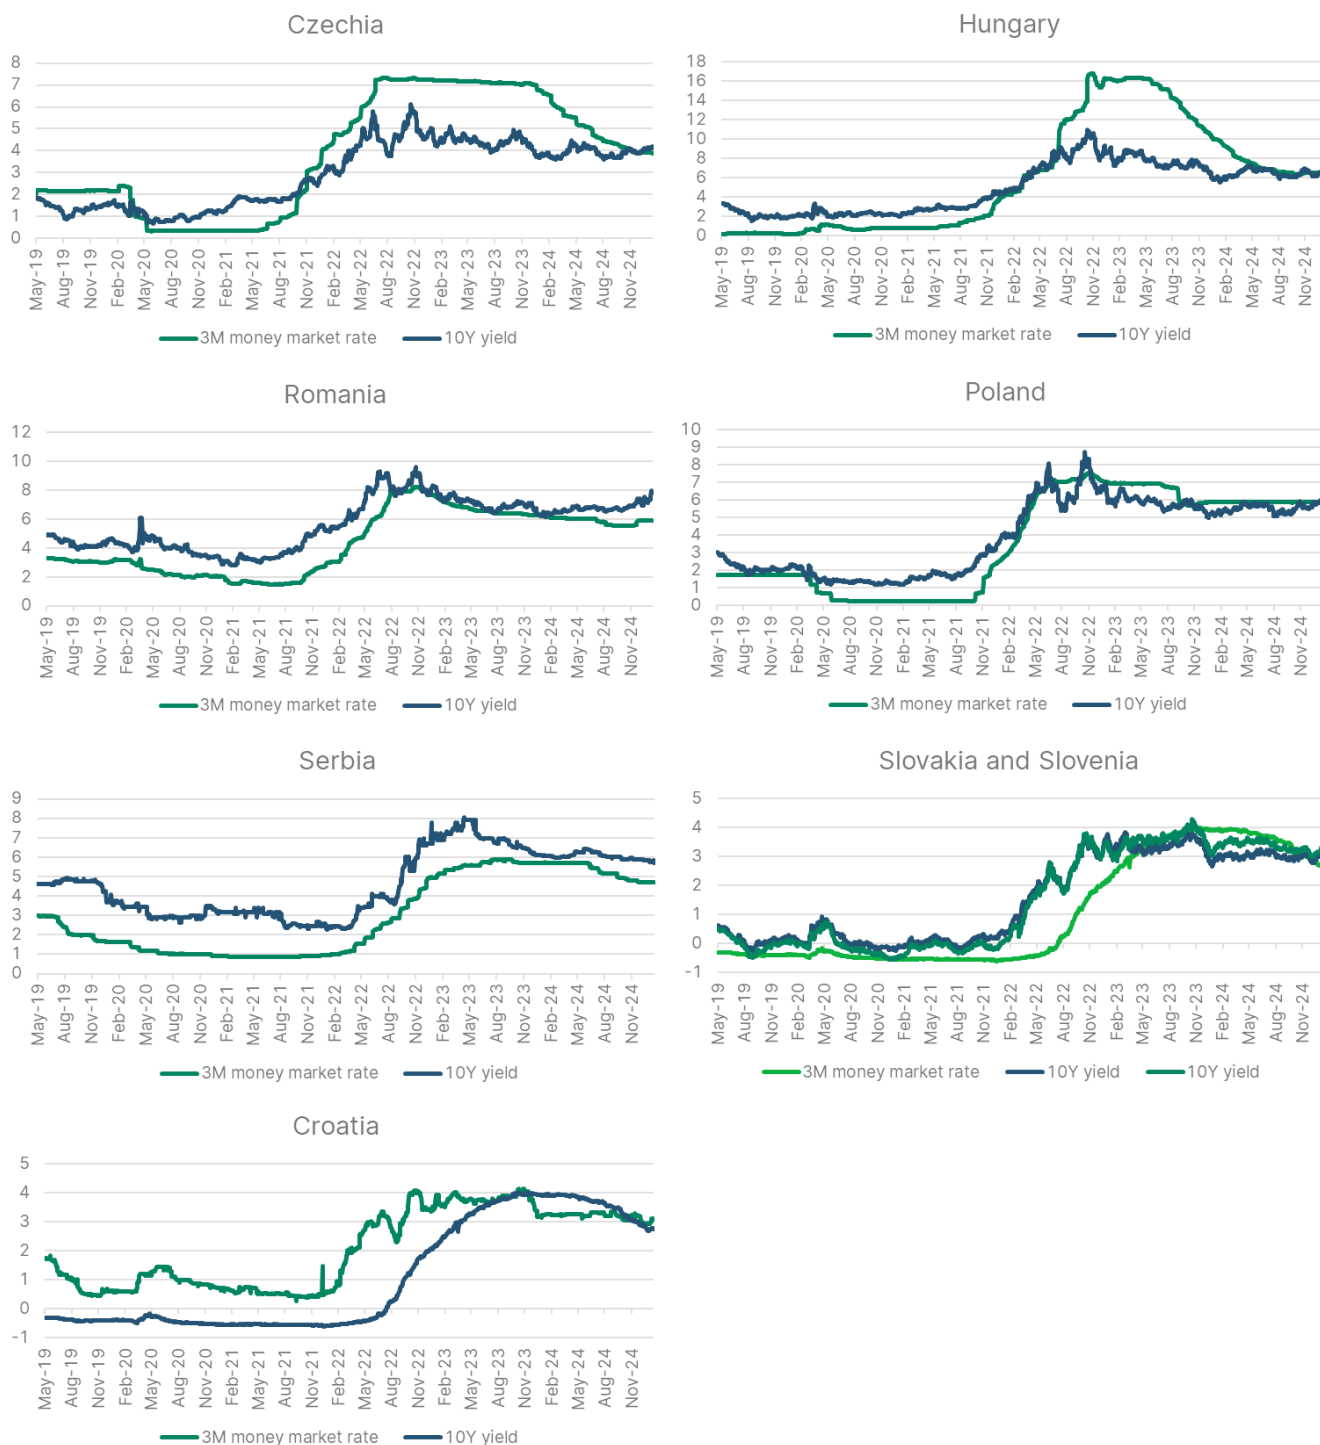 Czechia
8
7
6
5
4
3
2
1
0
May-19 Aug-19 Nov-19 Feb-20 May-20 Aug-20 Nov-20 Feb-21 May-21 Aug-21 Nov-21 Feb-22 May-22 Aug-22 Nov-22 Feb-23 May-23 Aug-23 Nov-23 Feb-24 May-24 Aug-24 Nov-24
3M money market rate 10Y yield
Hungary
18
16
14
12
10
8
6
4
2
0
May-19 Aug-19 Nov-19 Feb-20 May-20 Aug-20 Nov-20 Feb-21 May-21 Aug-21 Nov-21 Feb-22 May-22 Aug-22 Nov-22 Feb-23 May-23 Aug-23 Nov-23 Feb-24 May-24 Aug-24 Nov-24
3M money market rate 10Y yield
Romania
12
10
8
6
4
2
0
May-19 Aug-19 Nov-19 Feb-20 May-20 Aug-20 Nov-20 Feb-21 May-21 Aug-21 Nov-21 Feb-22 May-22 Aug-22 Nov-22 Feb-23 May-23 Aug-23 Nov-23 Feb-24 May-24 Aug-24 Nov-24
3M money market rate 10Y yield
Poland
10
9
8
7
6
5
4
3
2
1
0
May-19 Aug-19 Nov-19 Feb-20 May-20 Aug-20 Nov-20 Feb-21 May-21 Aug-21 Nov-21 Feb-22 May-22 Aug-22 Nov-22 Feb-23 May-23 Aug-23 Nov-23 Feb-24 May-24 Aug-24 Nov-24
3M money market rate 10Y yield
Serbia
9
8
7
6
5
4
3
2
1
0
May-19 Aug-19 Nov-19 Feb-20 May-20 Aug-20 Nov-20 Feb-21 May-21 Aug-21 Nov-21 Feb-22 May-22 Aug-22 Nov-22 Feb-23 May-23 Aug-23 Nov-23 Feb-24 May-24 Aug-24 Nov-24
3M money market rate 10Y yield
Slovakia and Slovenia
5
4
3
2
1
0
-1
May-19 Aug-19 Nov-19 Feb-20 May-20 Aug-20 Nov-20 Feb-21 May-21 Aug-21 Nov-21 Feb-22 May-22 Aug-22 Nov-22 Feb-23 May-23 Aug-23 Nov-23 Feb-24 May-24 Aug-24 Nov-24
3M money market rate 10Y yield 10Y yield
Croatia
5
4
3
2
1
0
-1
May-19 Aug-19 Nov-19 Feb-20 May-20 Aug-20 Nov-20 Feb-21 May-21 Aug-21 Nov-21 Feb-22 May-22 Aug-22 Nov-22 Feb-23 May-23 Aug-23 Nov-23 Feb-24 May-24 Aug-24 Nov-24
3M money market rate 10Y yield